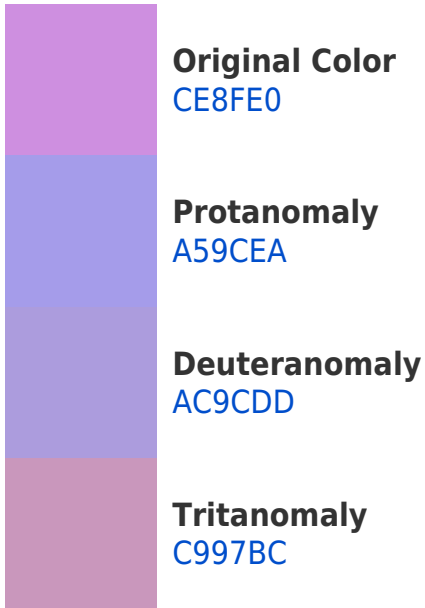 Original Color
CE8FE0
Protanomaly
A59CEA
Deuteranomaly
AC9CDD
Tritanomaly
C997BC